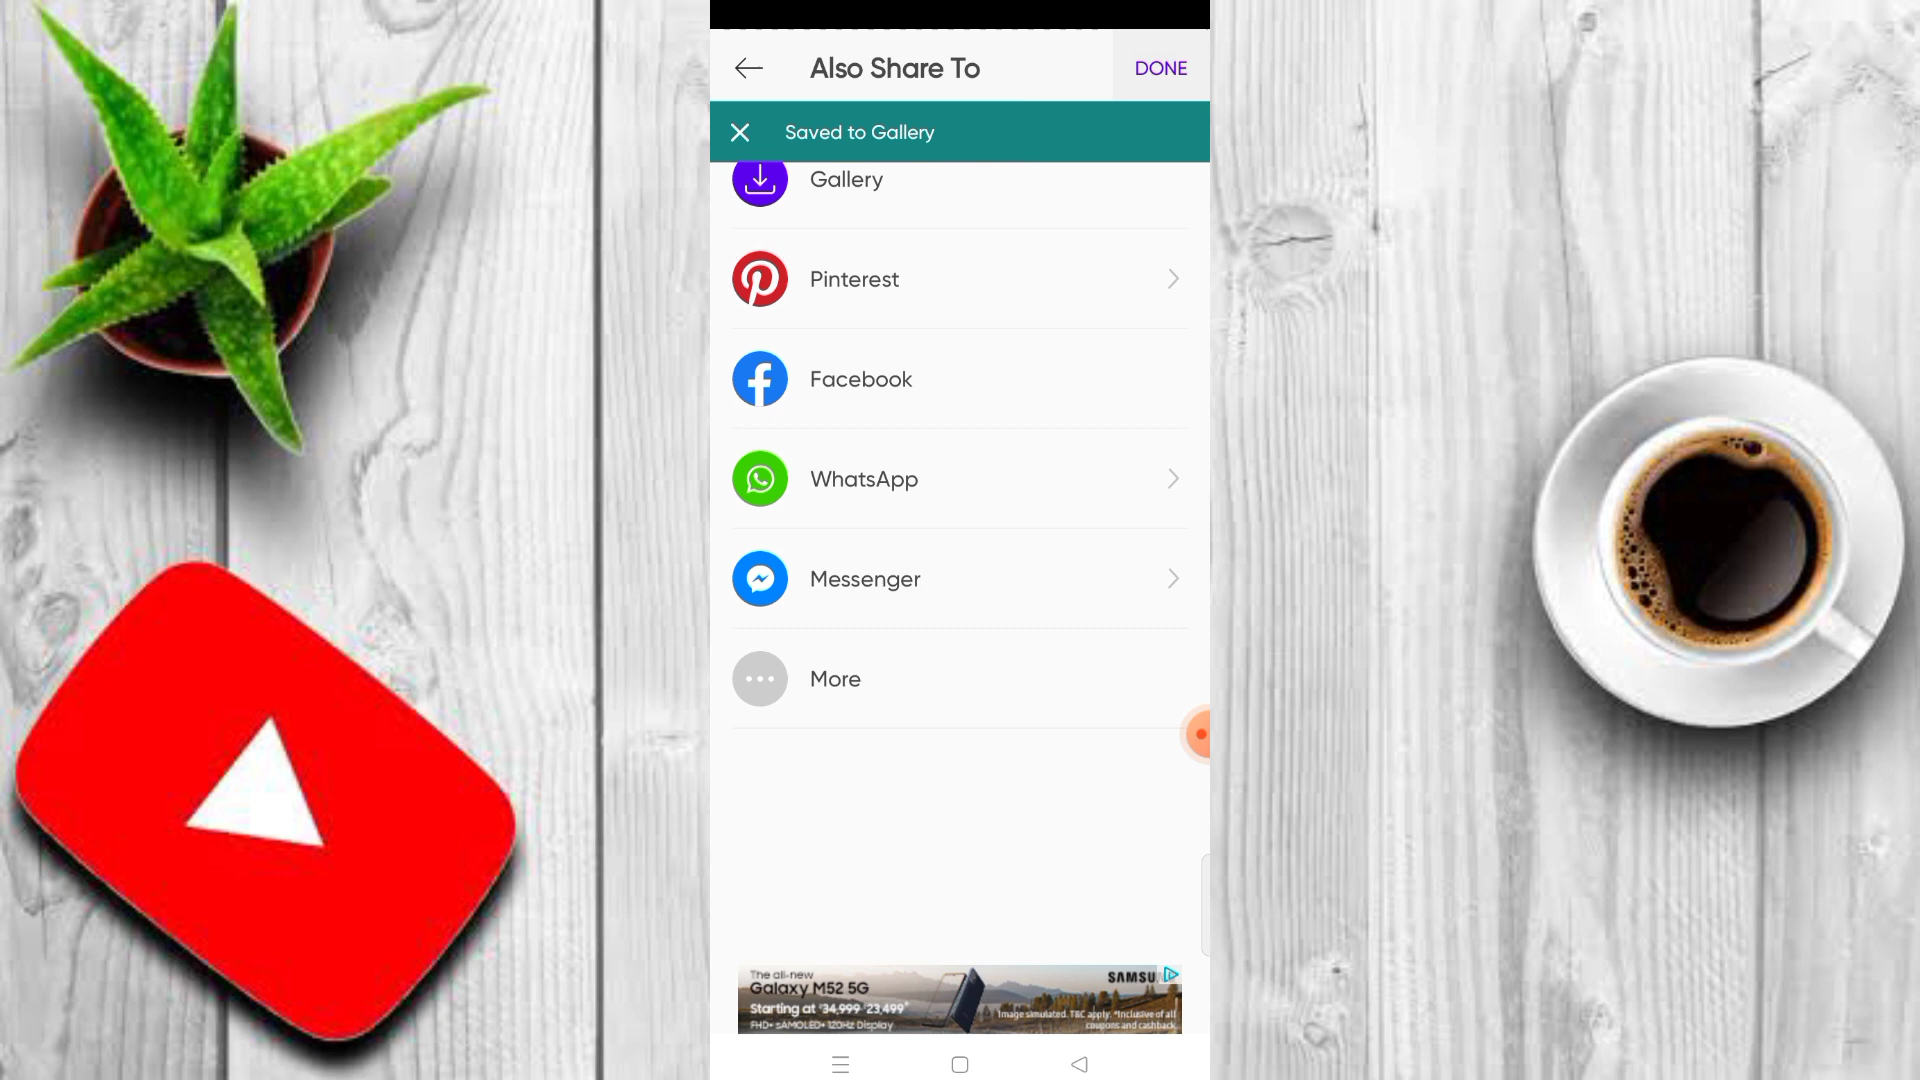 Also Share To
DONE
Saved to Gallery
Gallery
Pinterest
Facebook
WhatsApp
Messenger
More
The all-new
Galaxy M52 5G
Starting at ₹34,999 ₹23,499*
FHD+ sAMOLED+ 120Hz Display
SAMSU
Image simulated. T&C apply. *Inclusive of all
coupons and cashback